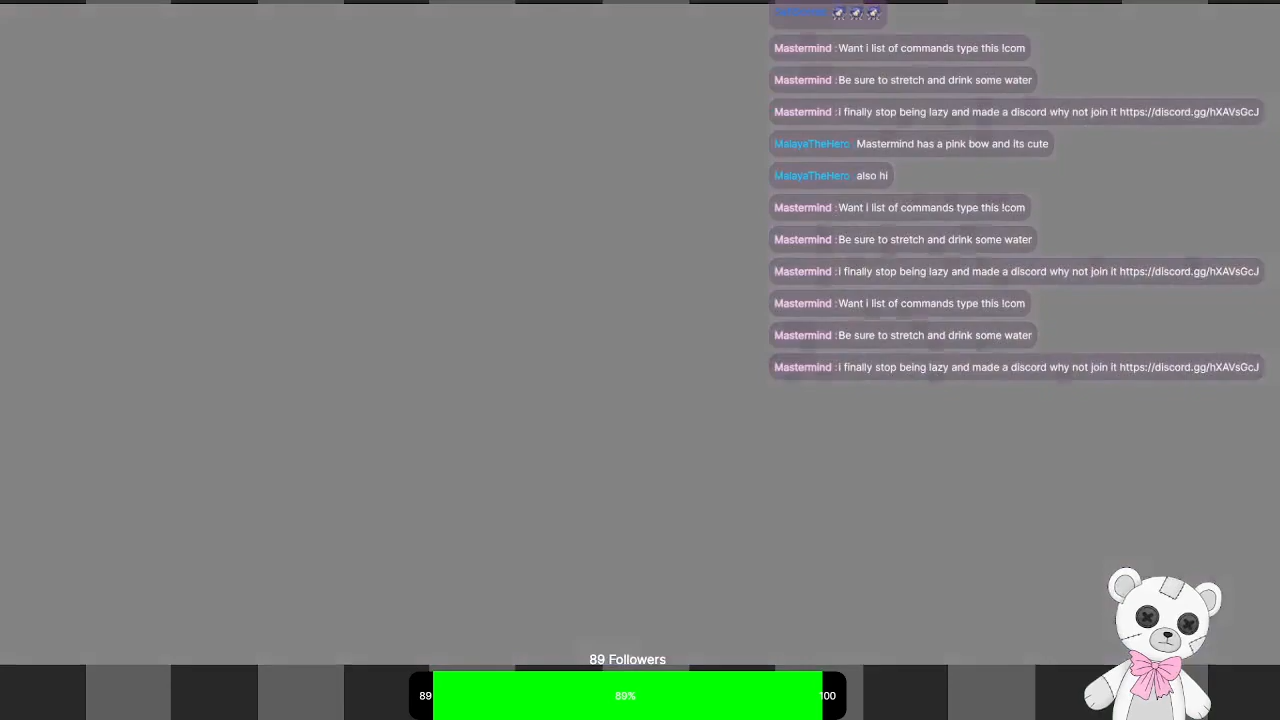 Mastermind :Want i list of commands type this !com
Mastermind :Be sure to stretch and drink some water
Mastermind :i finally stop being lazy and made a discord why not join it https://discord.gg/hXAVsGcJ
MalayaTheHero Mastermind has a pink bow and its cute
MalayaTheHero also hi
Mastermind :Want i list of commands type this !com
Mastermind :Be sure to stretch and drink some water
Mastermind :i finally stop being lazy and made a discord why not join it https://discord.gg/hXAVsGcJ
Mastermind :Want i list of commands type this !com
Mastermind :Be sure to stretch and drink some water
Mastermind :i finally stop being lazy and made a discord why not join it https://discord.gg/hXAVsGcJ
89 Followers
89 89% 100